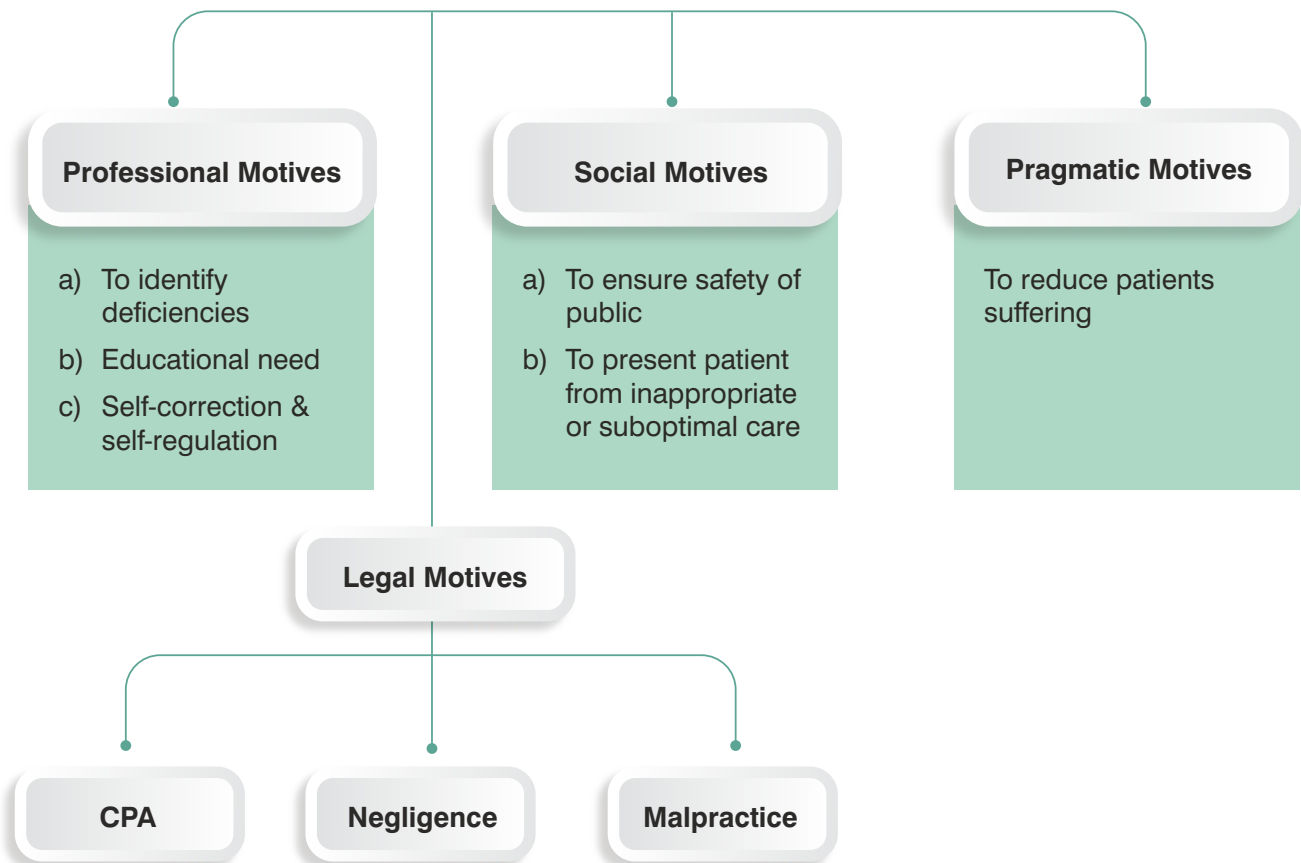 Professional Motives
a) To identify
deficiencies
b) Educational need
c) Self-correction &
self-regulation
Social Motives
a) To ensure safety of
public
b) To present patient
from inappropriate
or suboptimal care
Pragmatic Motives
To reduce patients
suffering
Legal Motives
CPA
Negligence
Malpractice